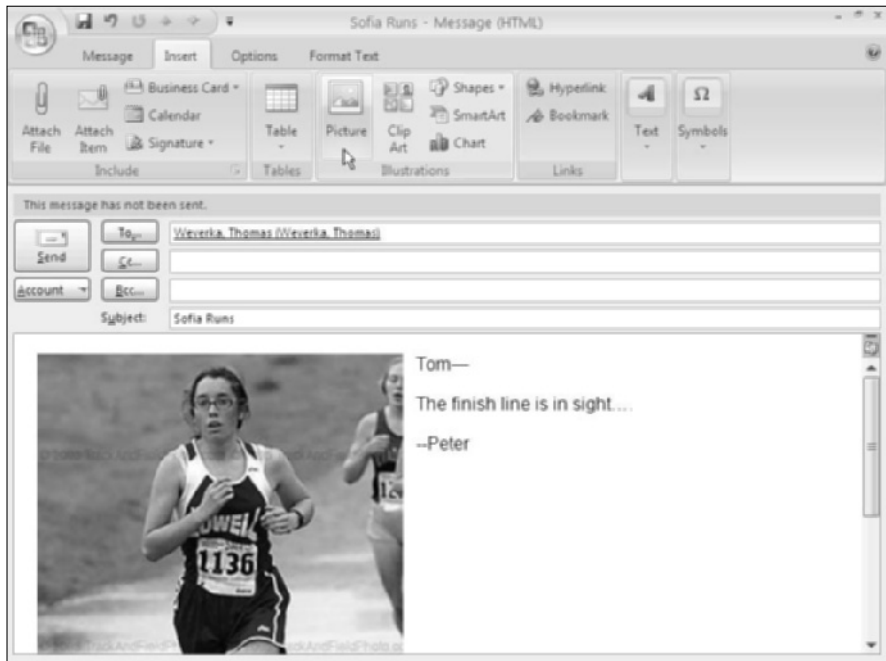 Sofia Runs - Message (HTML)
Message Insert Options Format Text
Attach File
Attach Item
Business Card
Calendar
Signature
Include
Table
Tables
Picture
Clip Art
Shapes
SmartArt
Chart
Illustrations
Hyperlink
Bookmark
Links
Text
Ω
Symbols
This message has not been sent.
Send
To...
Weverka, Thomas (Weverka, Thomas)
Cc...
Account
Bcc...
Subject:
Sofia Runs
Tom—
The finish line is in sight....
--Peter
LOWELL
1136